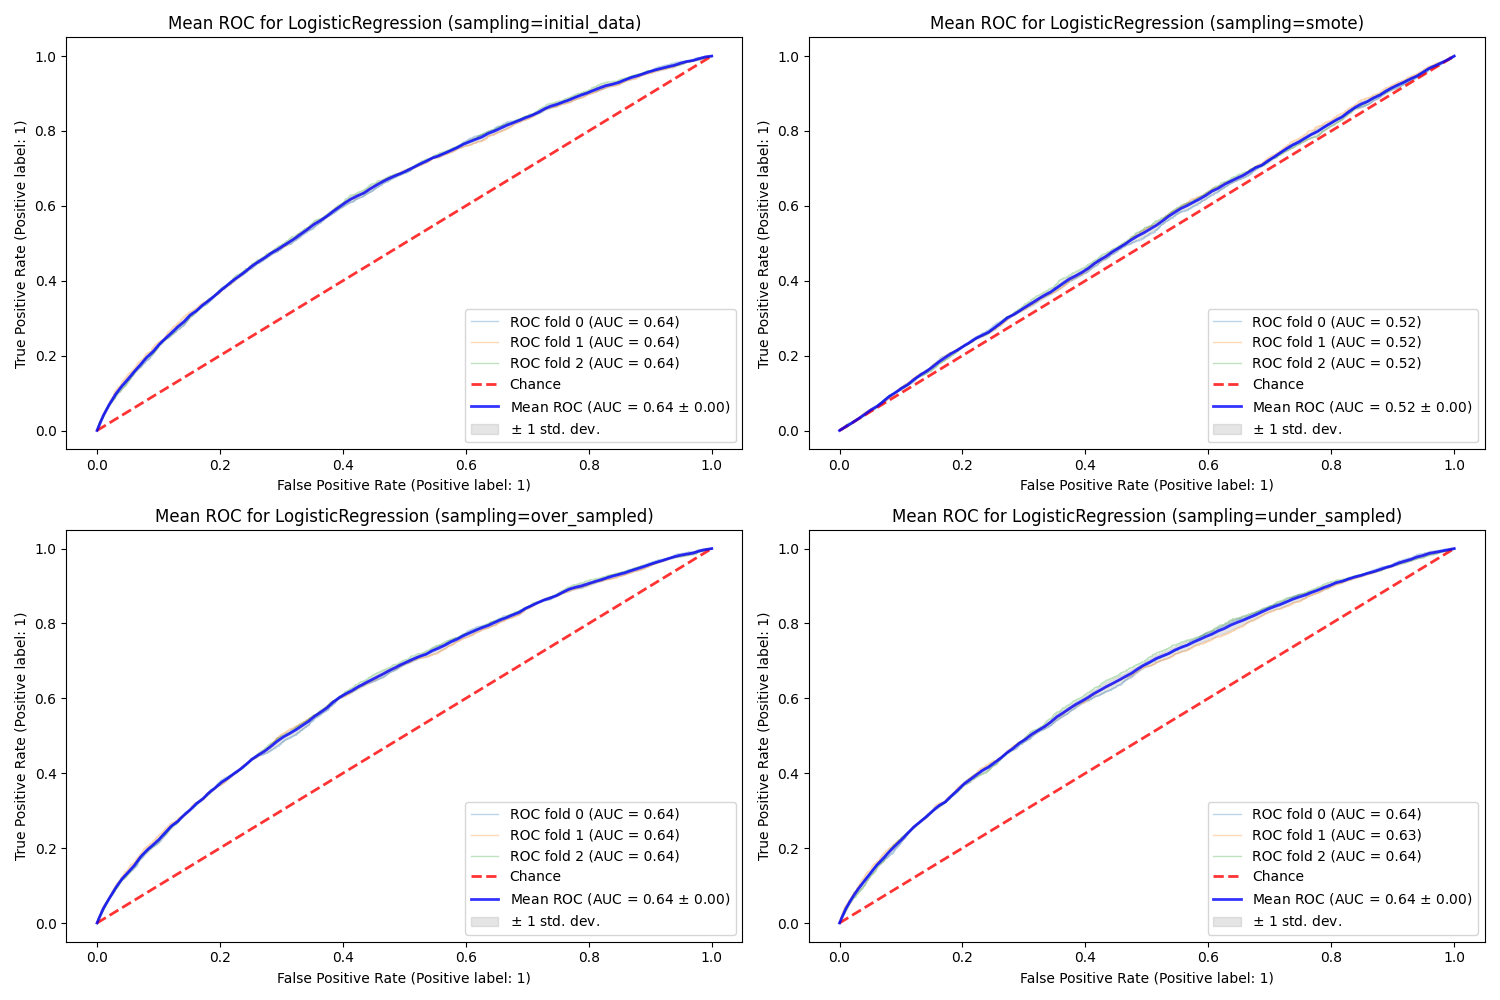 Mean ROC for LogisticRegression (sampling=initial_data)
True Positive Rate (Positive label: 1)
1.0
0.8
0.6
0.4
0.2
0.0
ROC fold 0 (AUC = 0.64)
ROC fold 1 (AUC = 0.64)
ROC fold 2 (AUC = 0.64)
Chance
Mean ROC (AUC = 0.64 ± 0.00)
± 1 std. dev.
0.0 0.2 0.4 0.6 0.8 1.0
False Positive Rate (Positive label: 1)
Mean ROC for LogisticRegression (sampling=smote)
True Positive Rate (Positive label: 1)
1.0
0.8
0.6
0.4
0.2
0.0
ROC fold 0 (AUC = 0.52)
ROC fold 1 (AUC = 0.52)
ROC fold 2 (AUC = 0.52)
Chance
Mean ROC (AUC = 0.52 ± 0.00)
± 1 std. dev.
0.0 0.2 0.4 0.6 0.8 1.0
False Positive Rate (Positive label: 1)
Mean ROC for LogisticRegression (sampling=over_sampled)
True Positive Rate (Positive label: 1)
1.0
0.8
0.6
0.4
0.2
0.0
ROC fold 0 (AUC = 0.64)
ROC fold 1 (AUC = 0.64)
ROC fold 2 (AUC = 0.64)
Chance
Mean ROC (AUC = 0.64 ± 0.00)
± 1 std. dev.
0.0 0.2 0.4 0.6 0.8 1.0
False Positive Rate (Positive label: 1)
Mean ROC for LogisticRegression (sampling=under_sampled)
True Positive Rate (Positive label: 1)
1.0
0.8
0.6
0.4
0.2
0.0
ROC fold 0 (AUC = 0.64)
ROC fold 1 (AUC = 0.63)
ROC fold 2 (AUC = 0.64)
Chance
Mean ROC (AUC = 0.64 ± 0.00)
± 1 std. dev.
0.0 0.2 0.4 0.6 0.8 1.0
False Positive Rate (Positive label: 1)